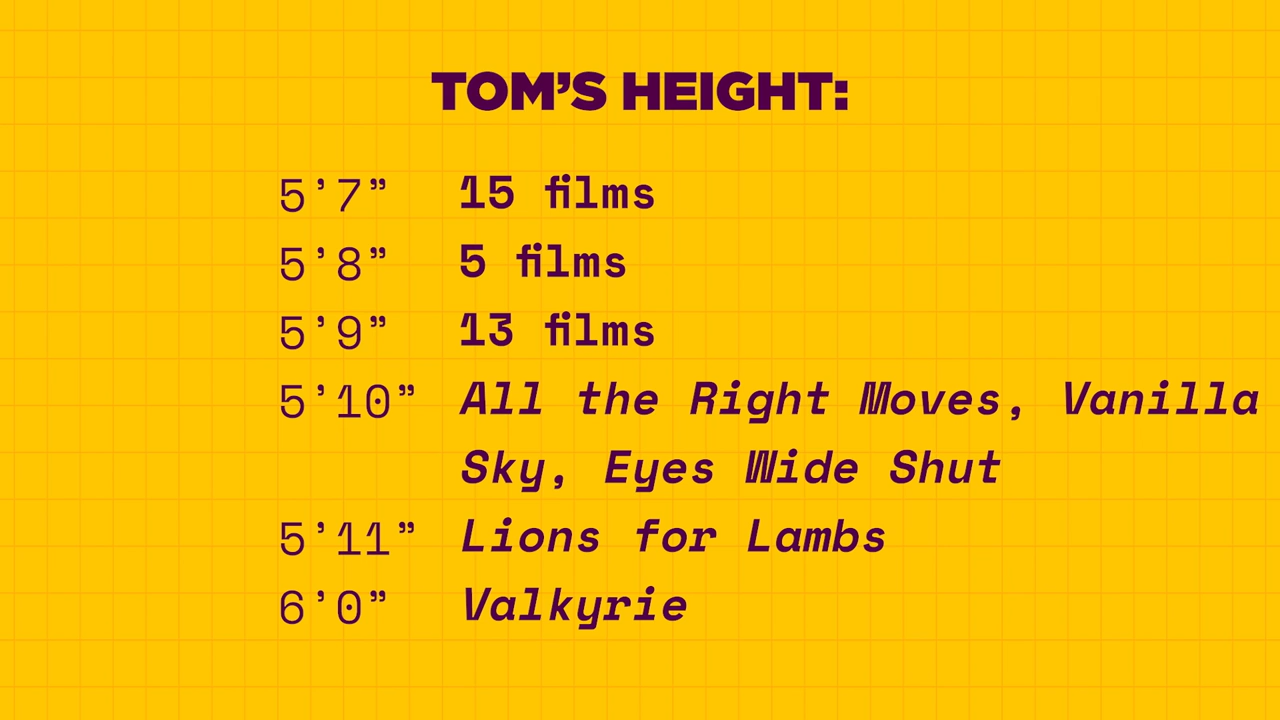 TOM’S HEIGHT:
5’7” 15 films
5’8” 5 films
5’9” 13 films
5’10” All the Right Moves, Vanilla
Sky, Eyes Wide Shut
5’11” Lions for Lambs
6’0” Valkyrie